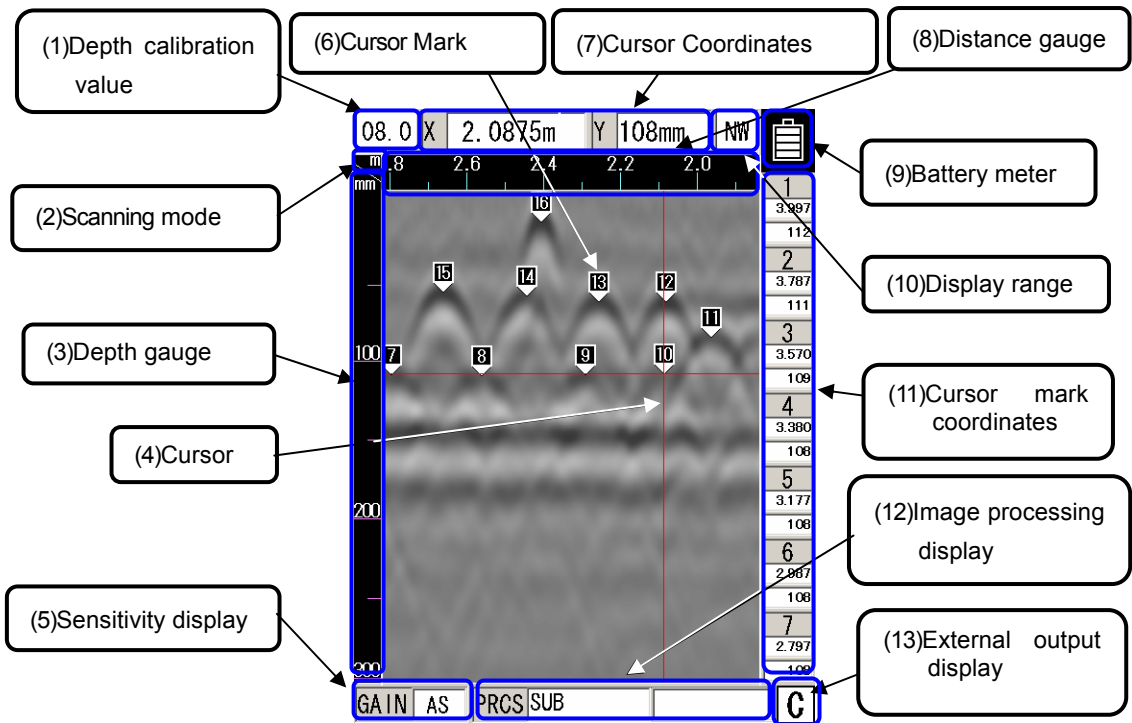 (1)Depth calibration
value
(6)Cursor Mark
(7)Cursor Coordinates
(8)Distance gauge
08.0 X 2.0875m Y 108mm NW
m .8 2.6 2.4 2.2 2.0
mm
(2)Scanning mode
(9)Battery meter
(10)Display range
16
15 14 13 12
11
(3)Depth gauge
100
7 8 9 10
(4)Cursor
200
300
1
3.997
112
2
3.787
111
3
3.570
109
4
3.380
108
5
3.177
108
6
2.987
108
7
2.797
108
(11)Cursor mark
coordinates
(12)Image processing
display
(5)Sensitivity display
(13)External output
display
GAIN AS PRCS SUB
C